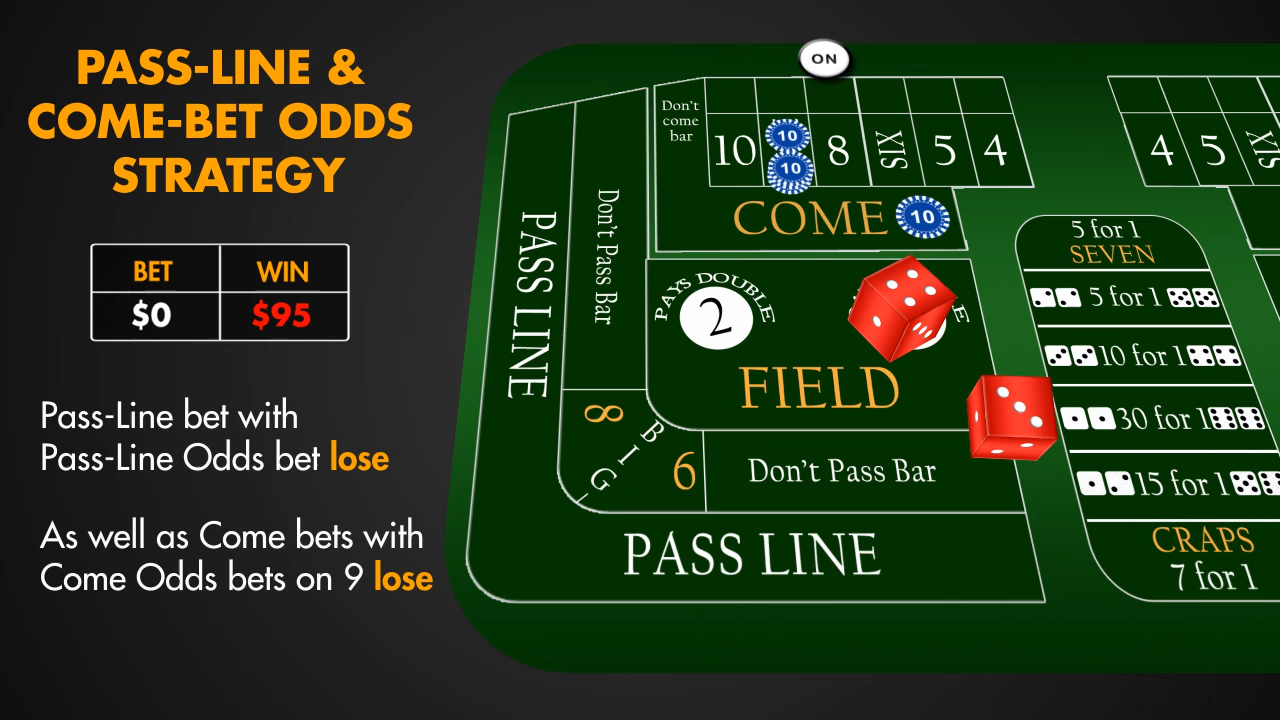 PASS-LINE &
COME-BET ODDS
STRATEGY
BET WIN
$0 $95
Pass-Line bet with
Pass-Line Odds bet lose
As well as Come bets with
Come Odds bets on 9 lose
ON
Don't
come
bar
10 8 SIX 5 4
10
10
COME 10
PASS LINE
Don't Pass Bar
PAYS DOUBLE
2
FIELD
8
BIG
6
Don't Pass Bar
PASS LINE
4 5 SIX
5 for 1
SEVEN
5 for 1
10 for 1
30 for 1
15 for 1
CRAPS
7 for 1